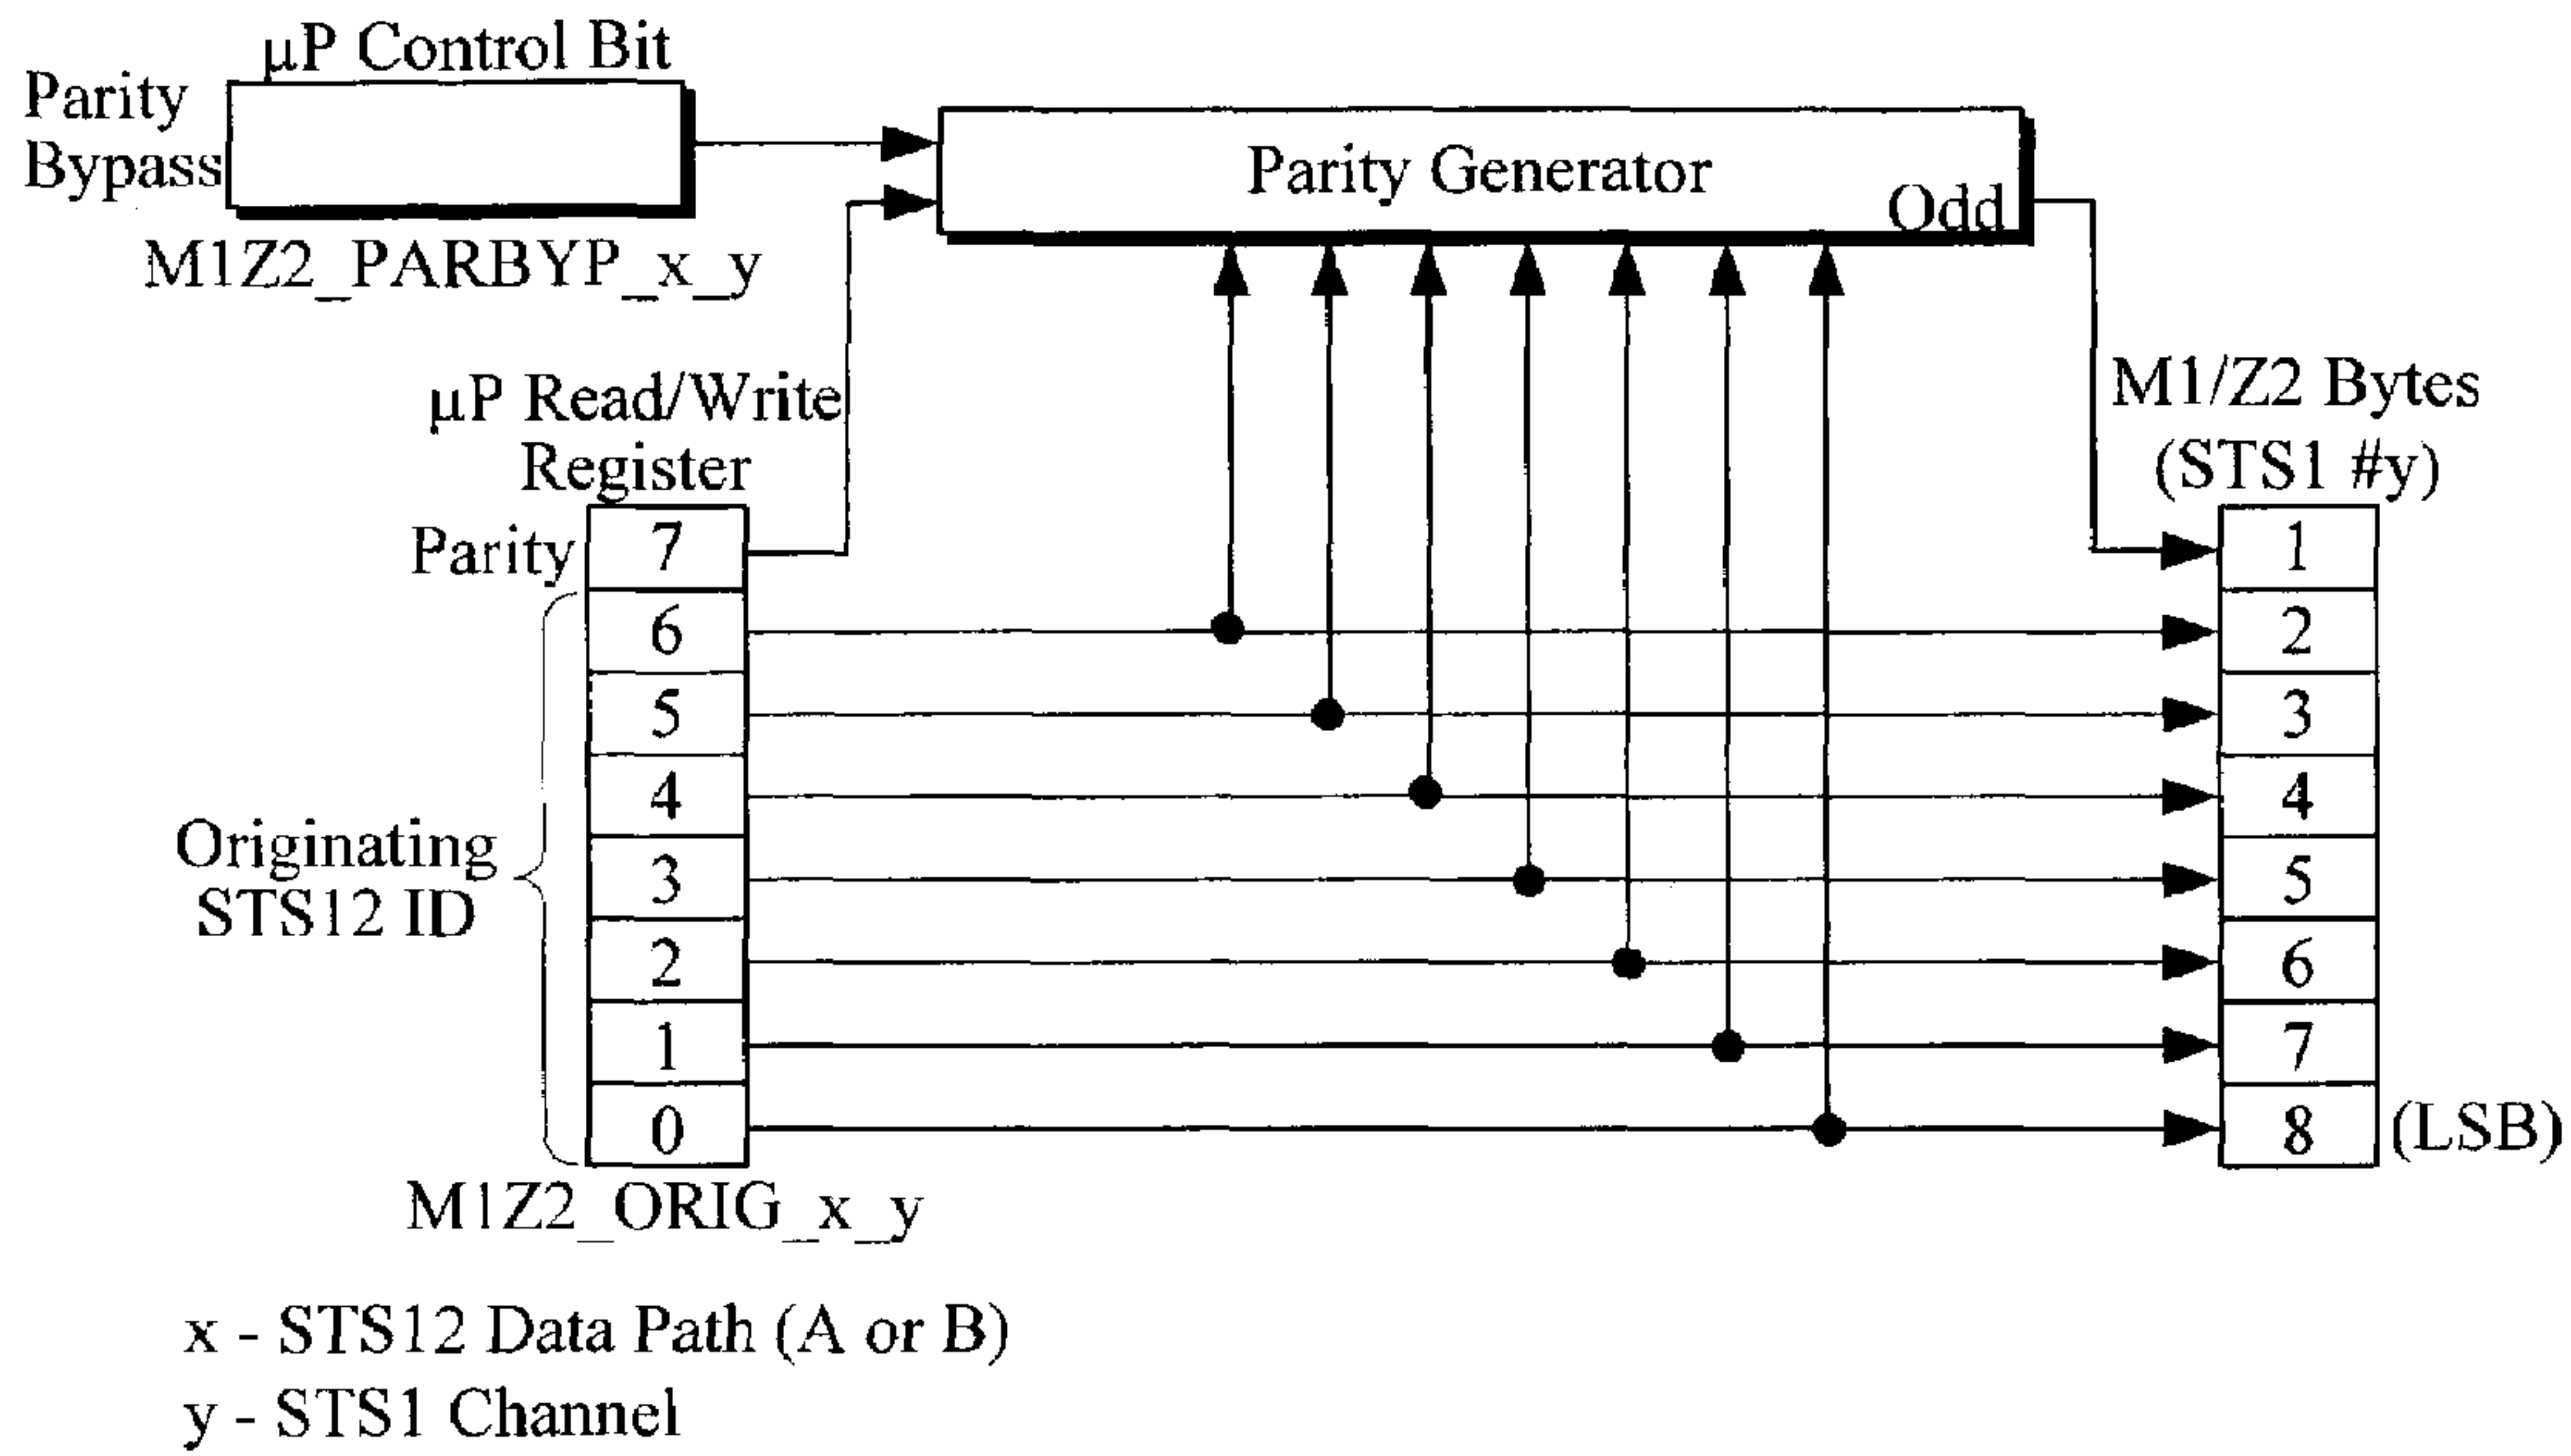 µP Control Bit
Parity
Bypass
M1Z2_PARBYP_x_y
Parity Generator
Odd
µP Read/Write
Register
Parity
7
6
5
4
3
2
1
0
Originating
STS12 ID
M1Z2_ORIG_x_y
M1/Z2 Bytes
(STS1 #y)
1
2
3
4
5
6
7
8
(LSB)
x - STS12 Data Path (A or B)
y - STS1 Channel